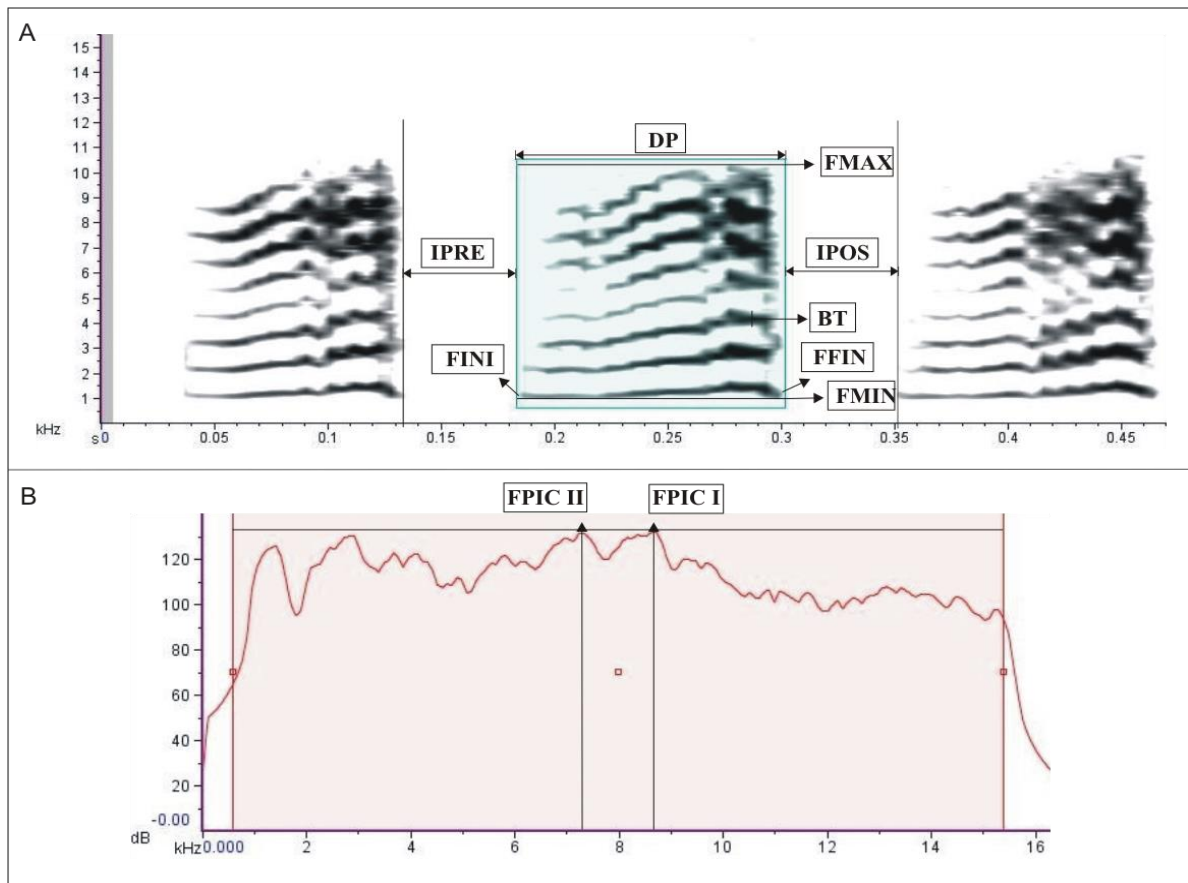 A
15
14
13
12
11
10
9
8
7
6
5
4
3
2
1
kHz
DP
FMAX
IPRE
IPOS
BT
FINI
FFIN
FMIN
s 0 0.05 0.1 0.15 0.2 0.25 0.3 0.35 0.4 0.45
B
FPIC II FPIC I
120
100
80
60
40
20
-0.00
dB
kHz 0.000 2 4 6 8 10 12 14 16